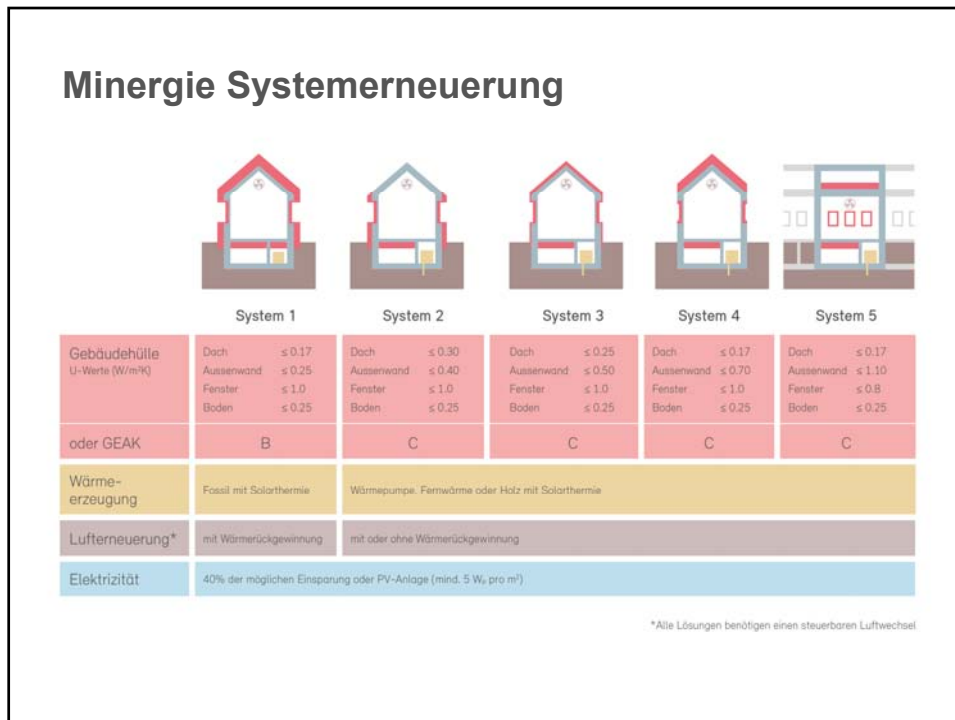 Minergie Systemerneuerung
System 1 System 2 System 3 System 4 System 5
Gebäudehülle
U-Werte (W/m²K)
Dach ≤ 0.17 Dach ≤ 0.30 Dach ≤ 0.25 Dach ≤ 0.17 Dach ≤ 0.17
Aussenwand ≤ 0.25 Aussenwand ≤ 0.40 Aussenwand ≤ 0.50 Aussenwand ≤ 0.70 Aussenwand ≤ 1.10
Fenster ≤ 1.0 Fenster ≤ 1.0 Fenster ≤ 1.0 Fenster ≤ 1.0 Fenster ≤ 0.8
Boden ≤ 0.25 Boden ≤ 0.25 Boden ≤ 0.25 Boden ≤ 0.25 Boden ≤ 0.25
oder GEAK B C C C C
Wärme-
erzeugung
Fossil mit Solarthermie Wärmepumpe. Fernwärme oder Holz mit Solarthermie
Lufterneuerung* mit Wärmerückgewinnung mit oder ohne Wärmerückgewinnung
Elektrizität 40% der möglichen Einsparung oder PV-Anlage (mind. 5 Wₚ pro m²)
*Alle Lösungen benötigen einen steuerbaren Luftwechsel